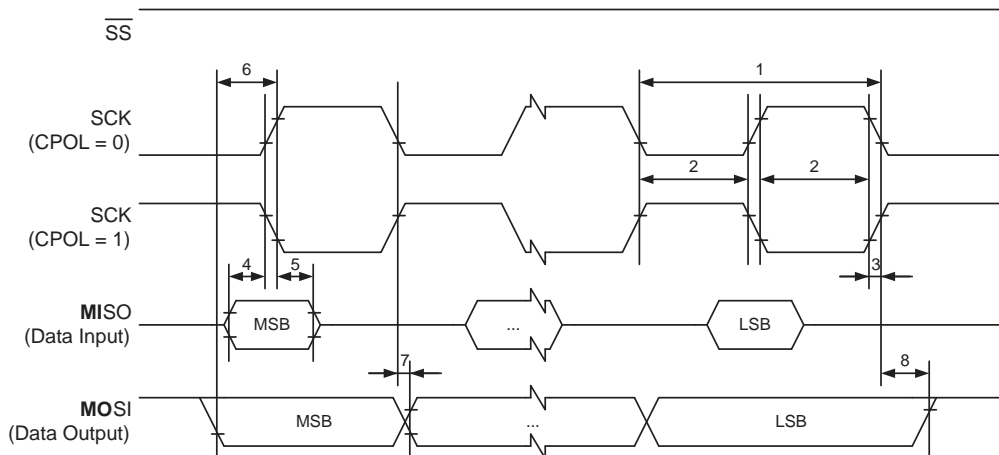 SS
6
1
SCK
(CPOL = 0)
2
2
SCK
(CPOL = 1)
4
5
3
MISO
(Data Input)
MSB
...
LSB
7
8
MOSI
(Data Output)
MSB
...
LSB